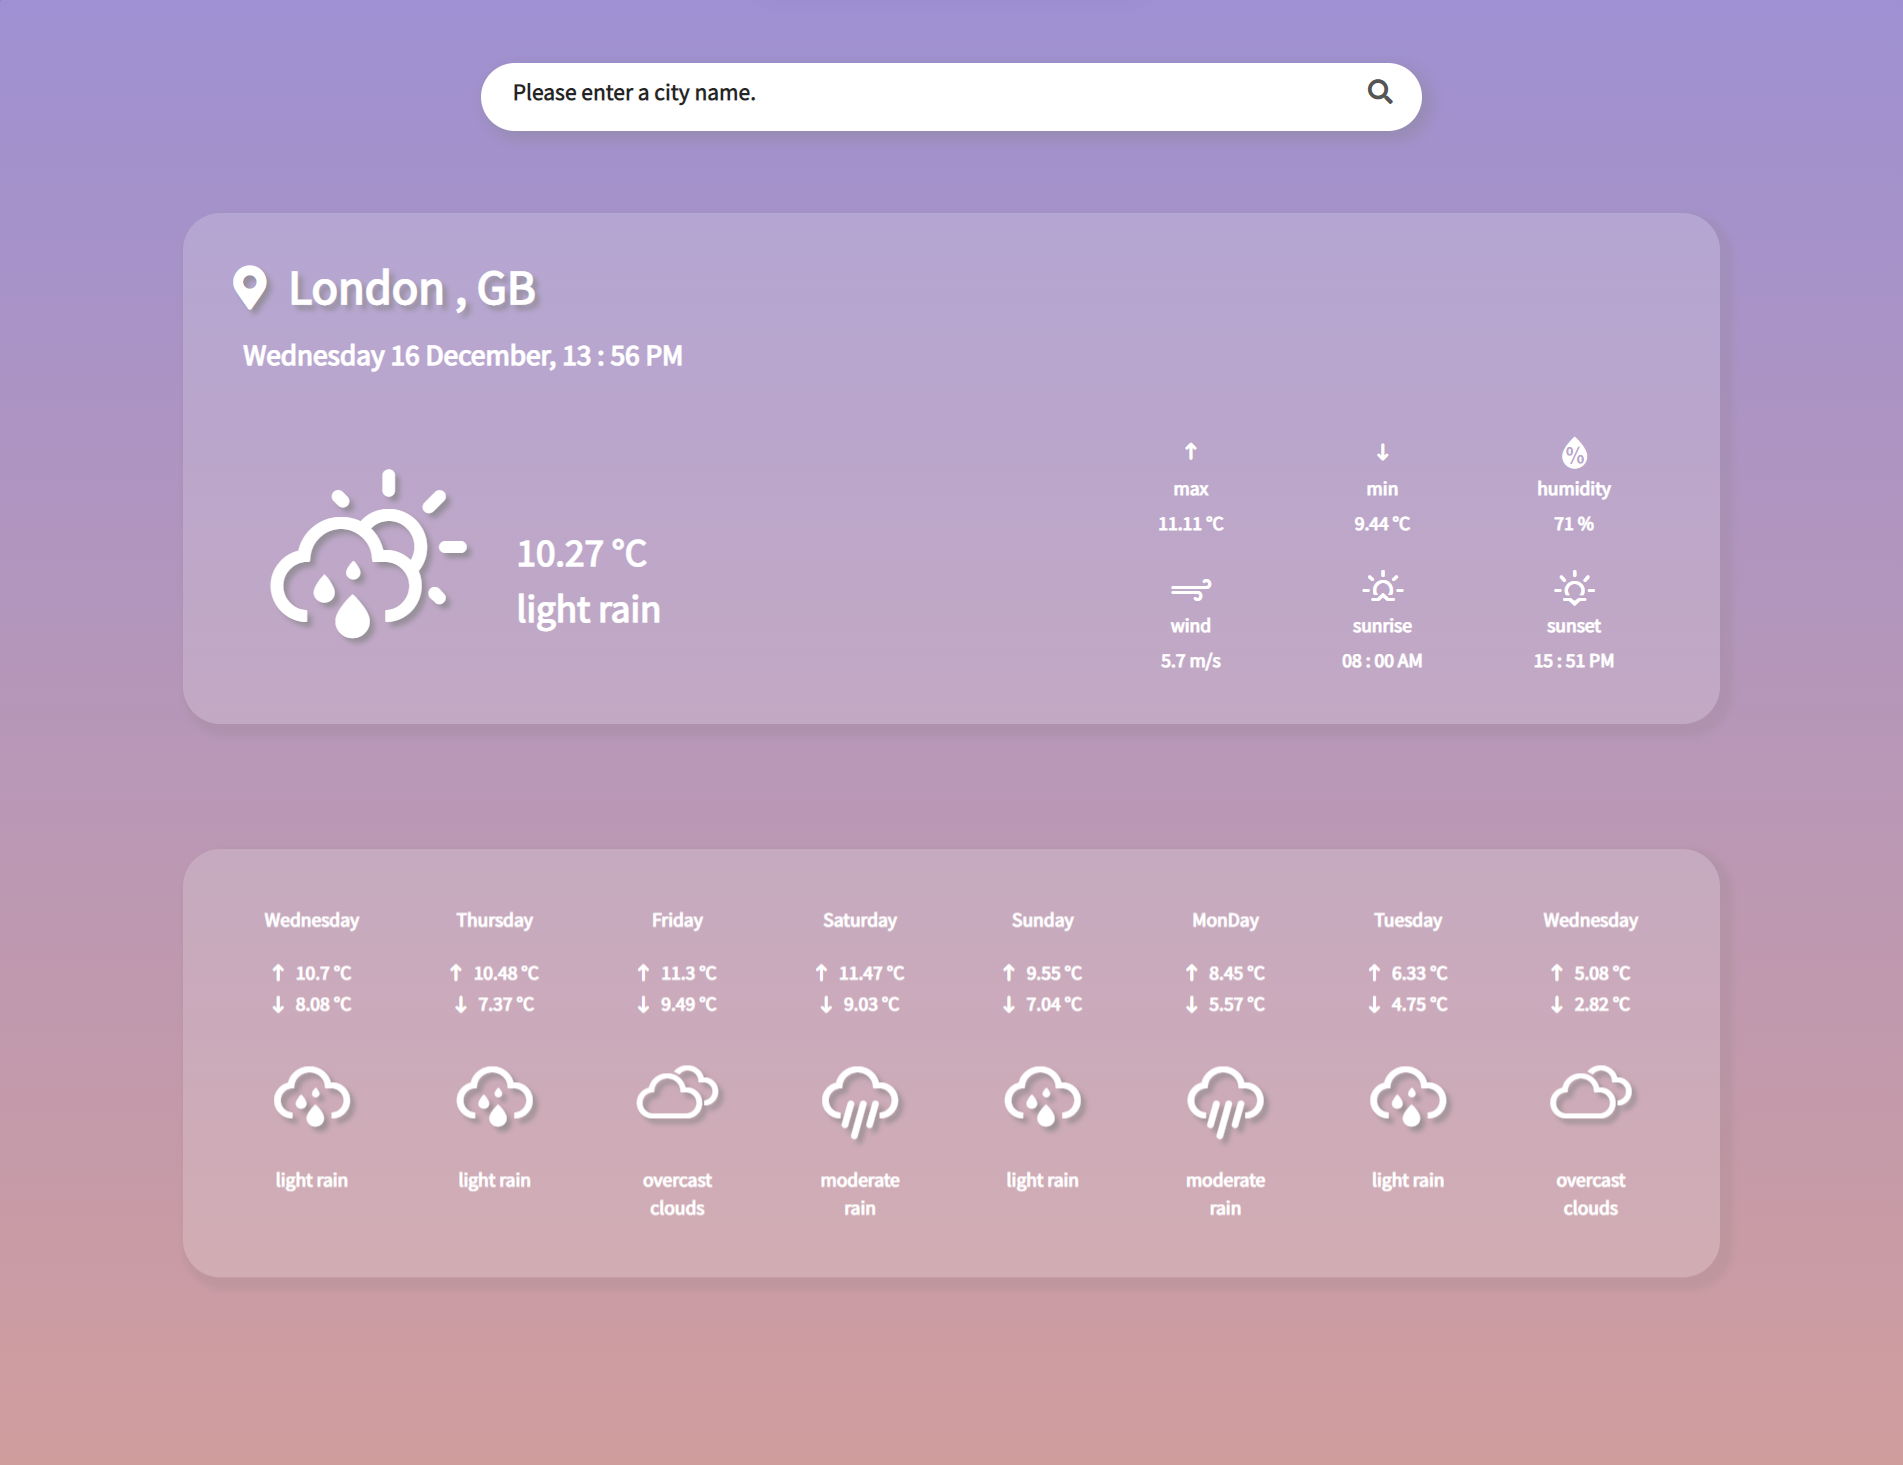 Please enter a city name.
London , GB
Wednesday 16 December, 13 : 56 PM
10.27 °C
light rain
↑ ↓ %
max min humidity
11.11 °C 9.44 °C 71 %
wind sunrise sunset
5.7 m/s 08 : 00 AM 15 : 51 PM
Wednesday Thursday Friday Saturday Sunday MonDay Tuesday Wednesday
↑ 10.7 °C ↑ 10.48 °C ↑ 11.3 °C ↑ 11.47 °C ↑ 9.55 °C ↑ 8.45 °C ↑ 6.33 °C ↑ 5.08 °C
↓ 8.08 °C ↓ 7.37 °C ↓ 9.49 °C ↓ 9.03 °C ↓ 7.04 °C ↓ 5.57 °C ↓ 4.75 °C ↓ 2.82 °C
light rain light rain overcast moderate light rain moderate light rain overcast
clouds rain rain clouds